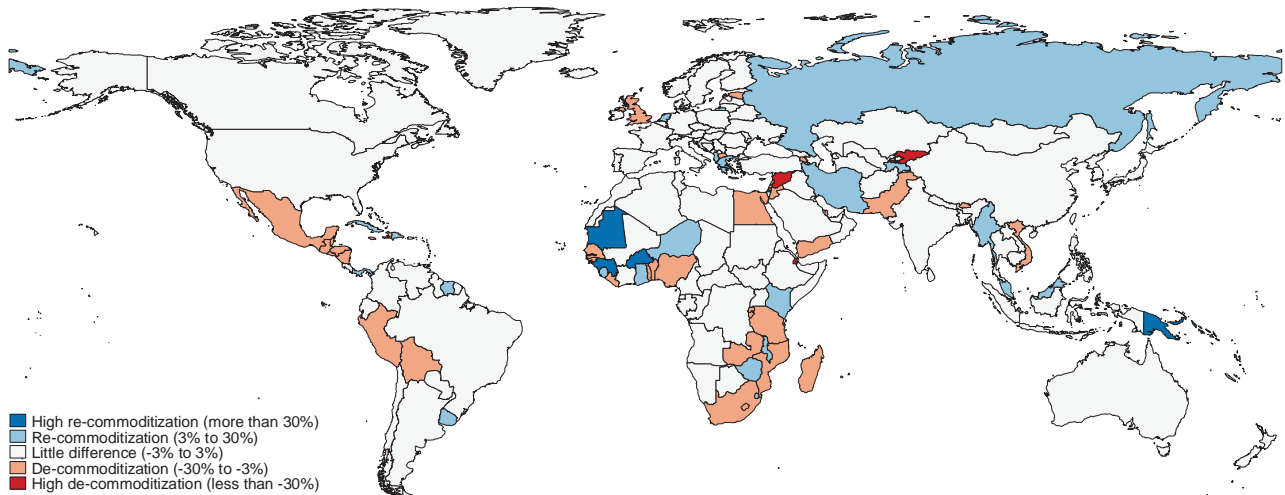 High re-commoditization (more than 30%)
Re-commoditization (3% to 30%)
Little difference (-3% to 3%)
De-commoditization (-30% to -3%)
High de-commoditization (less than -30%)